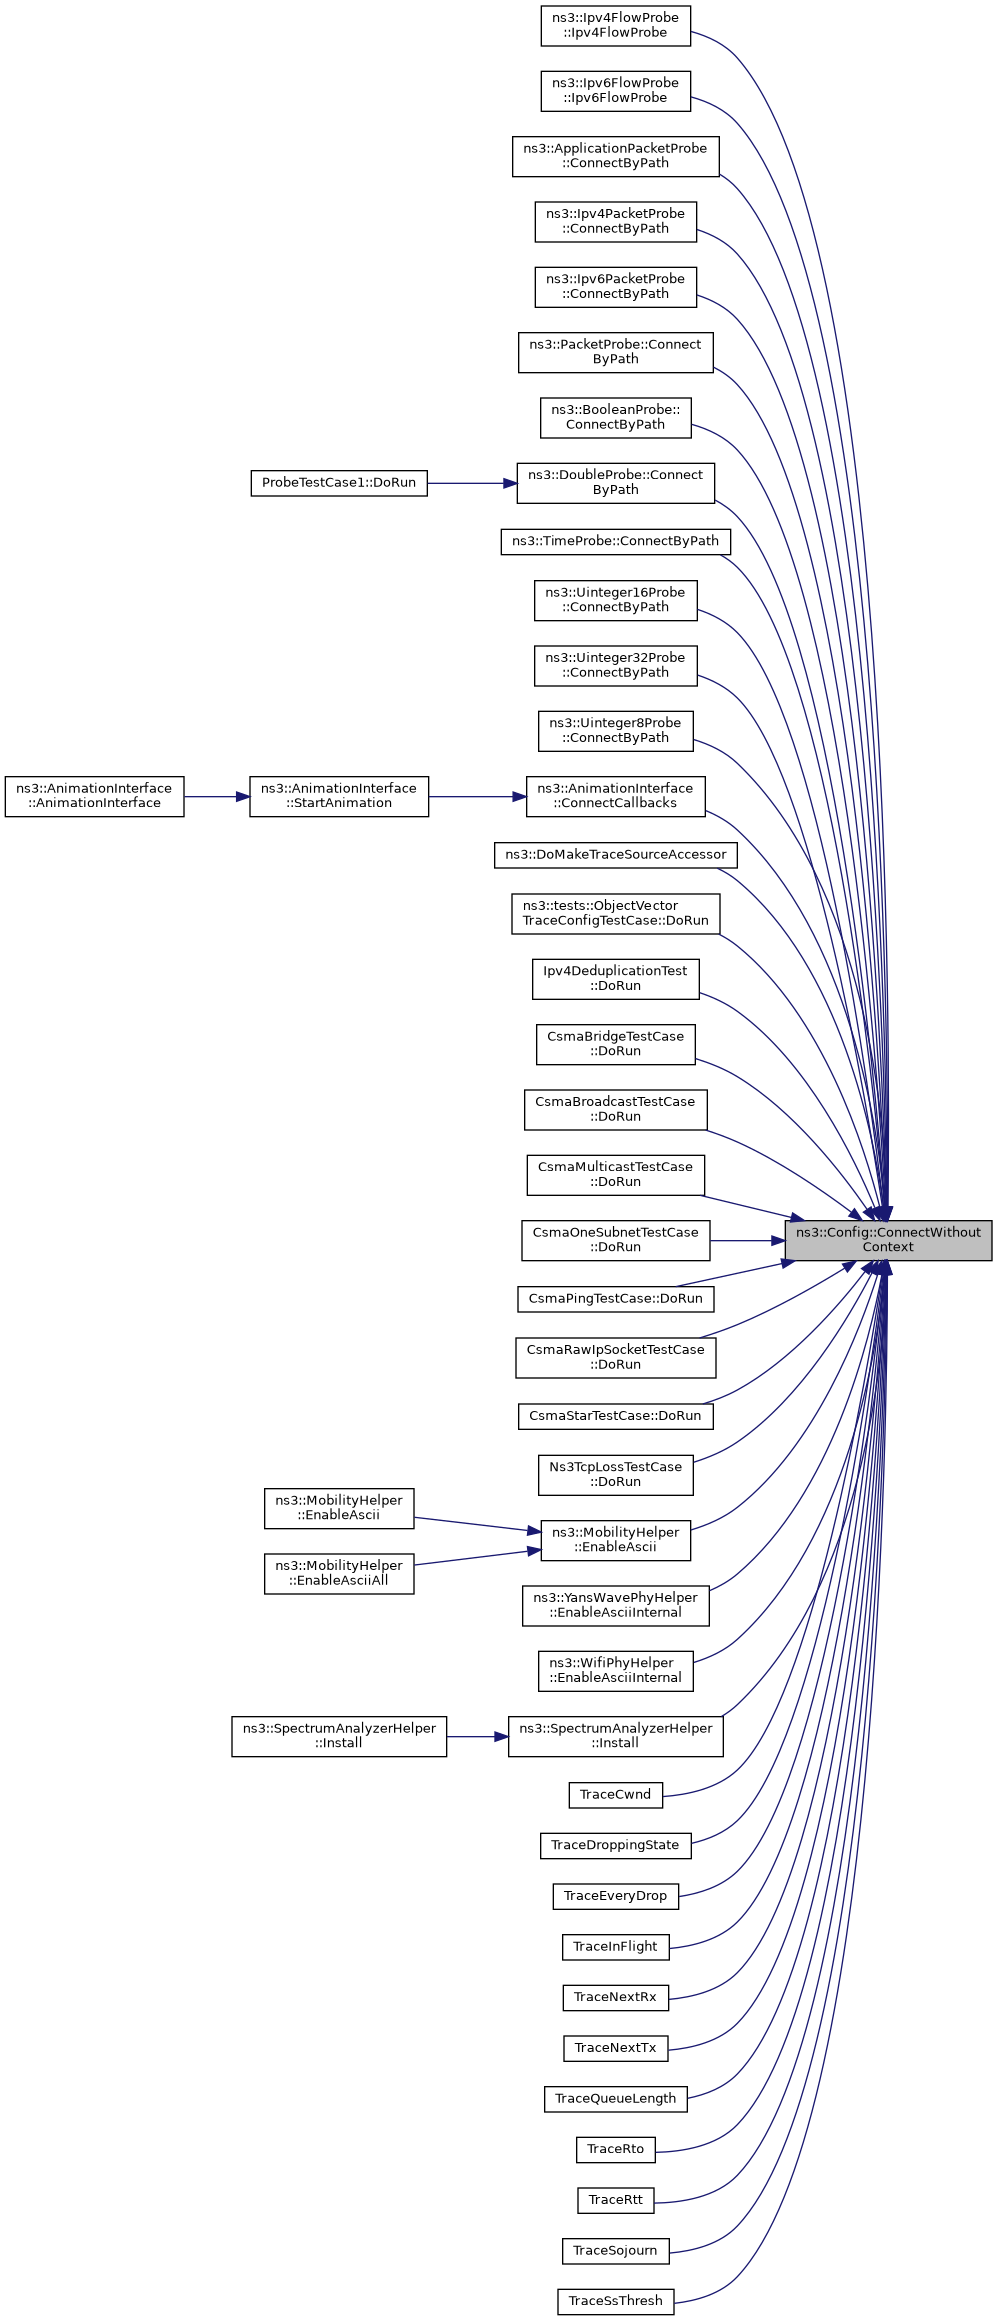 ns3::Ipv4FlowProbe
::Ipv4FlowProbe
ns3::Ipv6FlowProbe
::Ipv6FlowProbe
ns3::ApplicationPacketProbe
::ConnectByPath
ns3::Ipv4PacketProbe
::ConnectByPath
ns3::Ipv6PacketProbe
::ConnectByPath
ns3::PacketProbe::Connect
ByPath
ns3::BooleanProbe::
ConnectByPath
ProbeTestCase1::DoRun
ns3::DoubleProbe::Connect
ByPath
ns3::TimeProbe::ConnectByPath
ns3::Uinteger16Probe
::ConnectByPath
ns3::Uinteger32Probe
::ConnectByPath
ns3::Uinteger8Probe
::ConnectByPath
ns3::AnimationInterface
::AnimationInterface
ns3::AnimationInterface
::StartAnimation
ns3::AnimationInterface
::ConnectCallbacks
ns3::DoMakeTraceSourceAccessor
ns3::tests::ObjectVector
TraceConfigTestCase::DoRun
Ipv4DeduplicationTest
::DoRun
CsmaBridgeTestCase
::DoRun
CsmaBroadcastTestCase
::DoRun
CsmaMulticastTestCase
::DoRun
CsmaOneSubnetTestCase
::DoRun
ns3::Config::ConnectWithout
Context
CsmaPingTestCase::DoRun
CsmaRawIpSocketTestCase
::DoRun
CsmaStarTestCase::DoRun
Ns3TcpLossTestCase
::DoRun
ns3::MobilityHelper
::EnableAscii
ns3::MobilityHelper
::EnableAscii
ns3::MobilityHelper
::EnableAsciiAll
ns3::YansWavePhyHelper
::EnableAsciiInternal
ns3::WifiPhyHelper
::EnableAsciiInternal
ns3::SpectrumAnalyzerHelper
::Install
ns3::SpectrumAnalyzerHelper
::Install
TraceCwnd
TraceDroppingState
TraceEveryDrop
TraceInFlight
TraceNextRx
TraceNextTx
TraceQueueLength
TraceRto
TraceRtt
TraceSojourn
TraceSsThresh